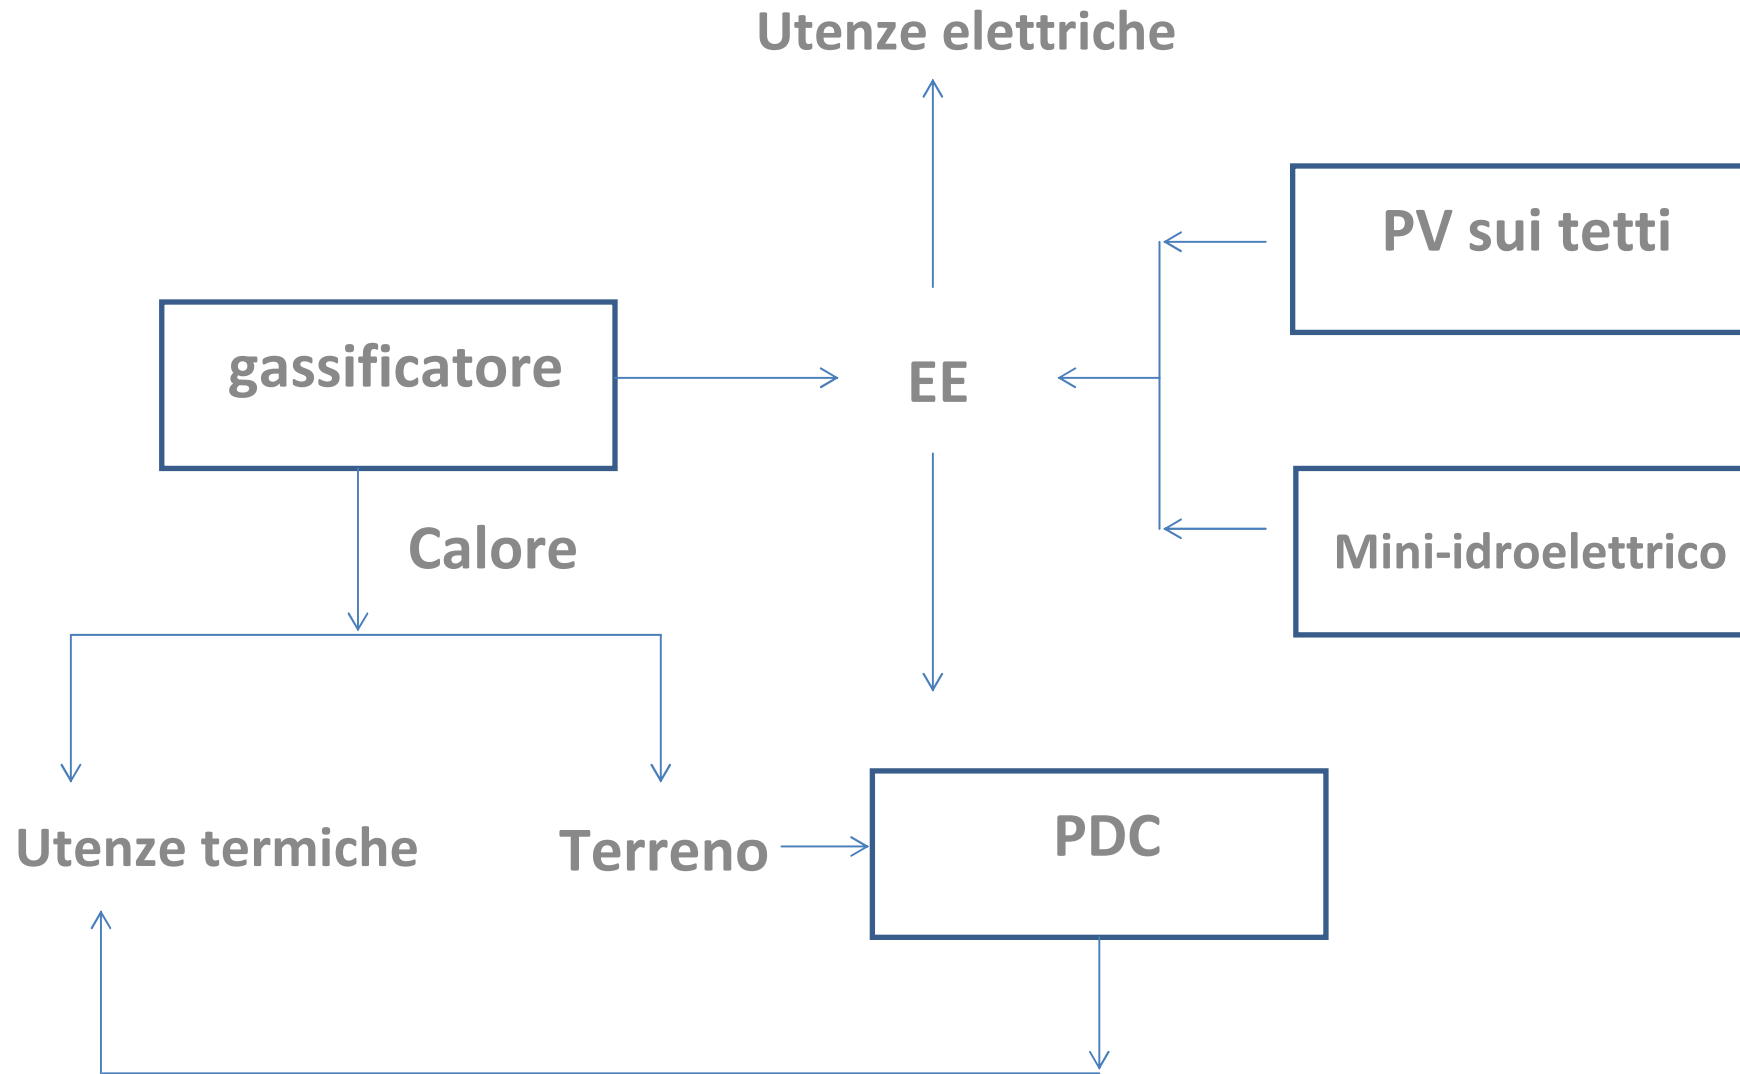 Utenze elettriche
PV sui tetti
gassificatore
EE
Calore
Mini-idroelettrico
Utenze termiche
Terreno
PDC